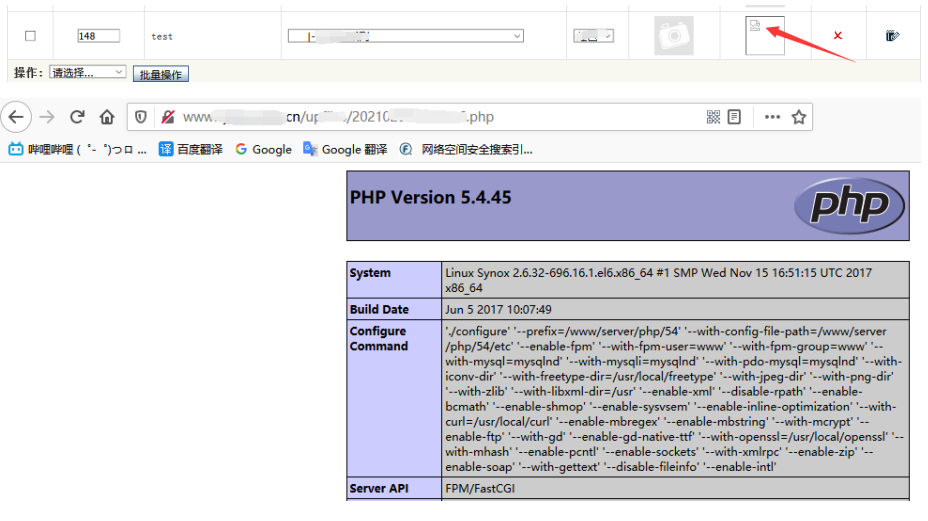 148 test
操作: 请选择... 批量操作
www. cn/up /2021 .php
哔哩哔哩 ( ゜- ゜)つロ ... 译 百度翻译 G Google Google 翻译 网络空间安全搜索引...
PHP Version 5.4.45
php
System Linux Synox 2.6.32-696.16.1.el6.x86_64 #1 SMP Wed Nov 15 16:51:15 UTC 2017
x86_64
Build Date Jun 5 2017 10:07:49
Configure './configure' '--prefix=/www/server/php/54' '--with-config-file-path=/www/server
Command /php/54/etc' '--enable-fpm' '--with-fpm-user=www' '--with-fpm-group=www' '--
with-mysql=mysqlnd' '--with-mysqli=mysqlnd' '--with-pdo-mysql=mysqlnd' '--with-
iconv-dir' '--with-freetype-dir=/usr/local/freetype' '--with-jpeg-dir' '--with-png-dir'
'--with-zlib' '--with-libxml-dir=/usr' '--enable-xml' '--disable-rpath' '--enable-
bcmath' '--enable-shmop' '--enable-sysvsem' '--enable-inline-optimization' '--with-
curl=/usr/local/curl' '--enable-mbregex' '--enable-mbstring' '--with-mcrypt' '--
enable-ftp' '--with-gd' '--enable-gd-native-ttf' '--with-openssl=/usr/local/openssl' '--
with-mhash' '--enable-pcntl' '--enable-sockets' '--with-xmlrpc' '--enable-zip' '--
enable-soap' '--with-gettext' '--disable-fileinfo' '--enable-intl'
Server API FPM/FastCGI